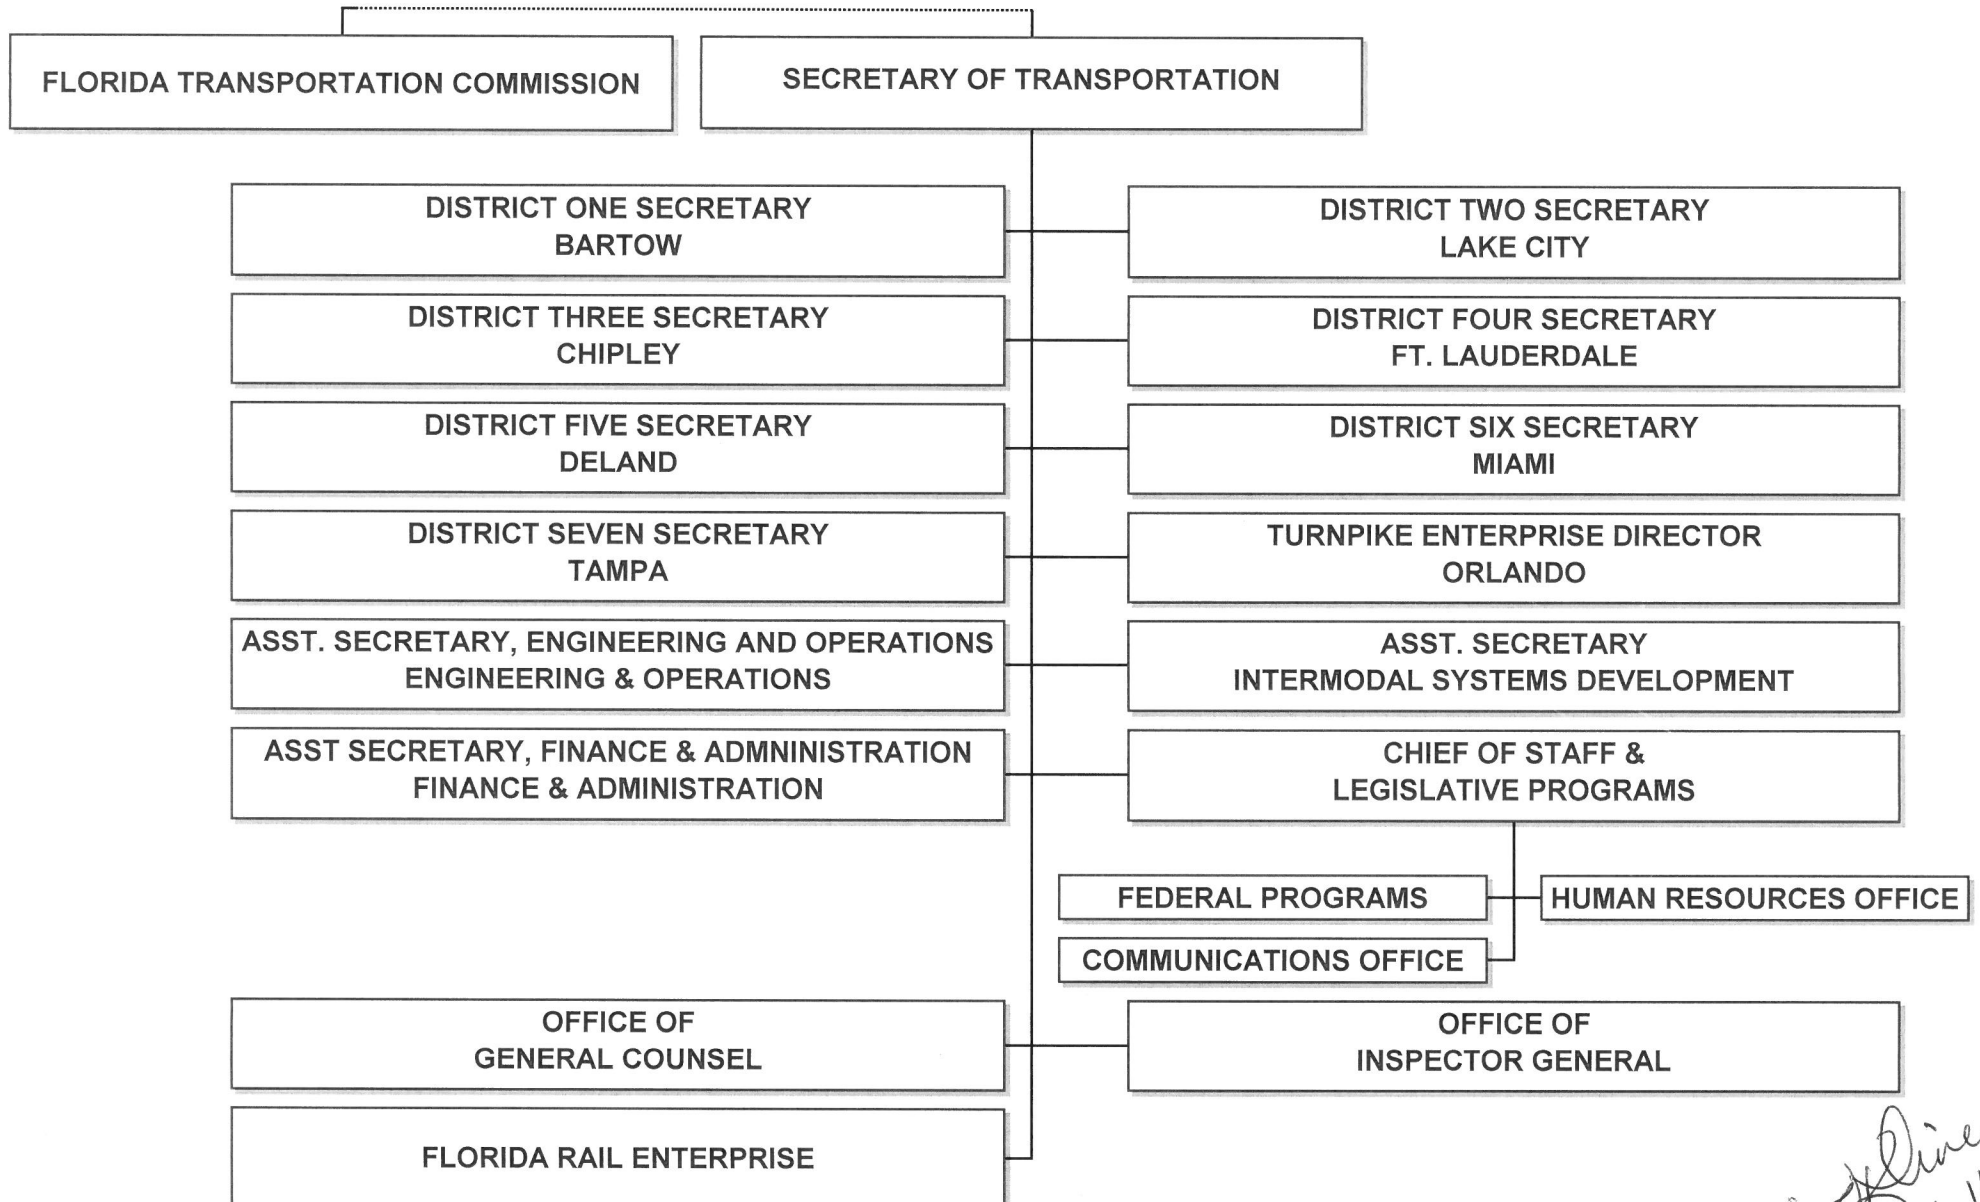 FLORIDA TRANSPORTATION COMMISSION
SECRETARY OF TRANSPORTATION
DISTRICT ONE SECRETARY
BARTOW
DISTRICT TWO SECRETARY
LAKE CITY
DISTRICT THREE SECRETARY
CHIPLEY
DISTRICT FOUR SECRETARY
FT. LAUDERDALE
DISTRICT FIVE SECRETARY
DELAND
DISTRICT SIX SECRETARY
MIAMI
DISTRICT SEVEN SECRETARY
TAMPA
TURNPIKE ENTERPRISE DIRECTOR
ORLANDO
ASST. SECRETARY, ENGINEERING AND OPERATIONS
ENGINEERING & OPERATIONS
ASST. SECRETARY
INTERMODAL SYSTEMS DEVELOPMENT
ASST SECRETARY, FINANCE & ADMNINISTRATION
FINANCE & ADMINISTRATION
CHIEF OF STAFF &
LEGISLATIVE PROGRAMS
FEDERAL PROGRAMS
HUMAN RESOURCES OFFICE
COMMUNICATIONS OFFICE
OFFICE OF
GENERAL COUNSEL
OFFICE OF
INSPECTOR GENERAL
FLORIDA RAIL ENTERPRISE